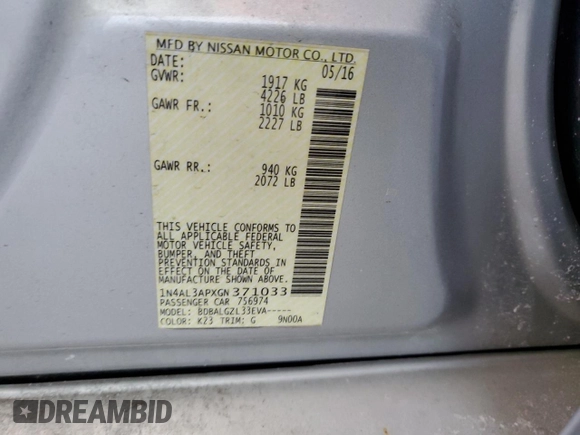 MFD BY NISSAN MOTOR CO., LTD.
DATE: 05/16
GVWR: 1917 KG
4226 LB
GAWR FR.: 1010 KG
2227 LB
GAWR RR.: 940 KG
2072 LB
THIS VEHICLE CONFORMS TO
ALL APPLICABLE FEDERAL
MOTOR VEHICLE SAFETY,
BUMPER, AND THEFT
PREVENTION STANDARDS
IN EFFECT ON THE DATE OF
MANUFACTURE SHOWN ABOVE.
1N4AL3APXGN371033
PASSENGER CAR 756974
MODEL: BDBALGZL33EVA-----
COLOR: K23 TRIM: G 9N00A
DREAMBID